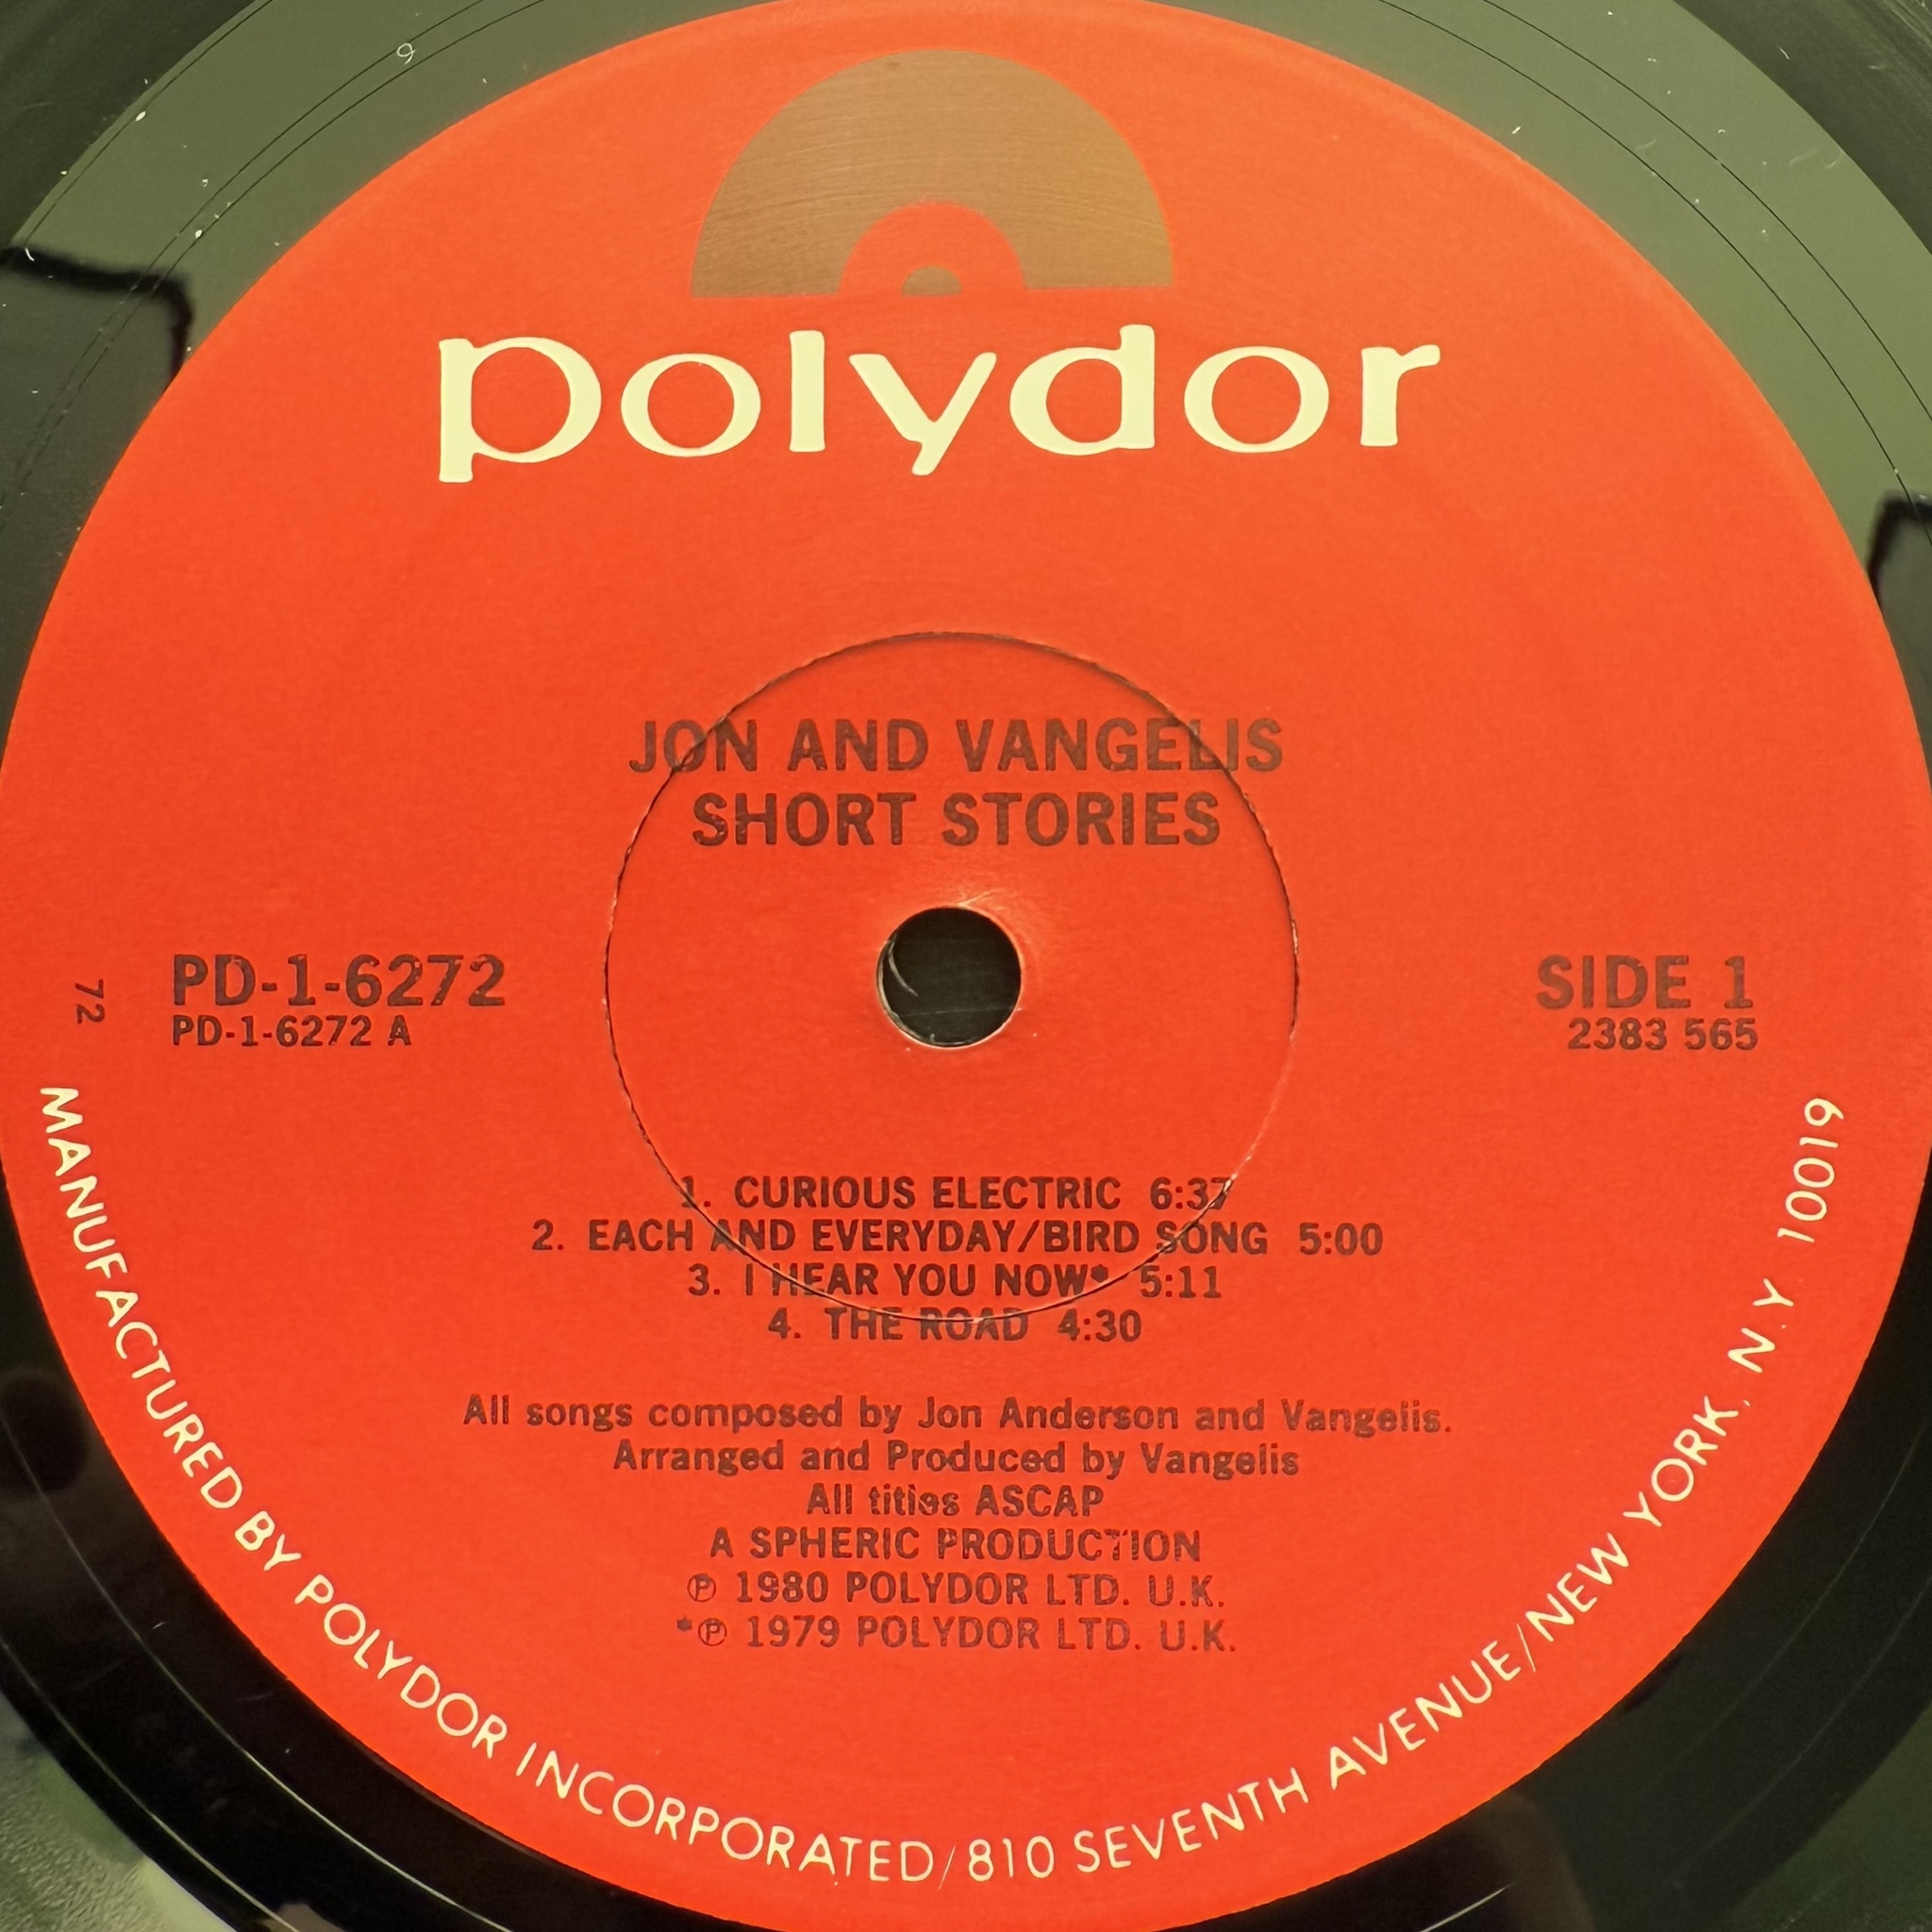 polydor
JON AND VANGELIS
SHORT STORIES
PD-1-6272
PD-1-6272 A
72
SIDE 1
2383 565
1. CURIOUS ELECTRIC 6:37
2. EACH AND EVERYDAY/BIRD SONG 5:00
3. I HEAR YOU NOW* 5:11
4. THE ROAD 4:30
All songs composed by Jon Anderson and Vangelis.
Arranged and Produced by Vangelis
All titles ASCAP
A SPHERIC PRODUCTION
℗ 1980 POLYDOR LTD. U.K.
*℗ 1979 POLYDOR LTD. U.K.
MANUFACTURED BY POLYDOR INCORPORATED/810 SEVENTH AVENUE/NEW YORK, N.Y 10019